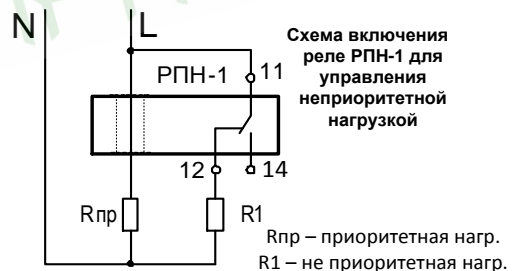 N
L
Схема включения
реле РПН-1 для
управления
неприоритетной
нагрузкой
РПН-1
11
12
14
Rпр
R1
Rпр – приоритетная нагр.
R1 – не приоритетная нагр.